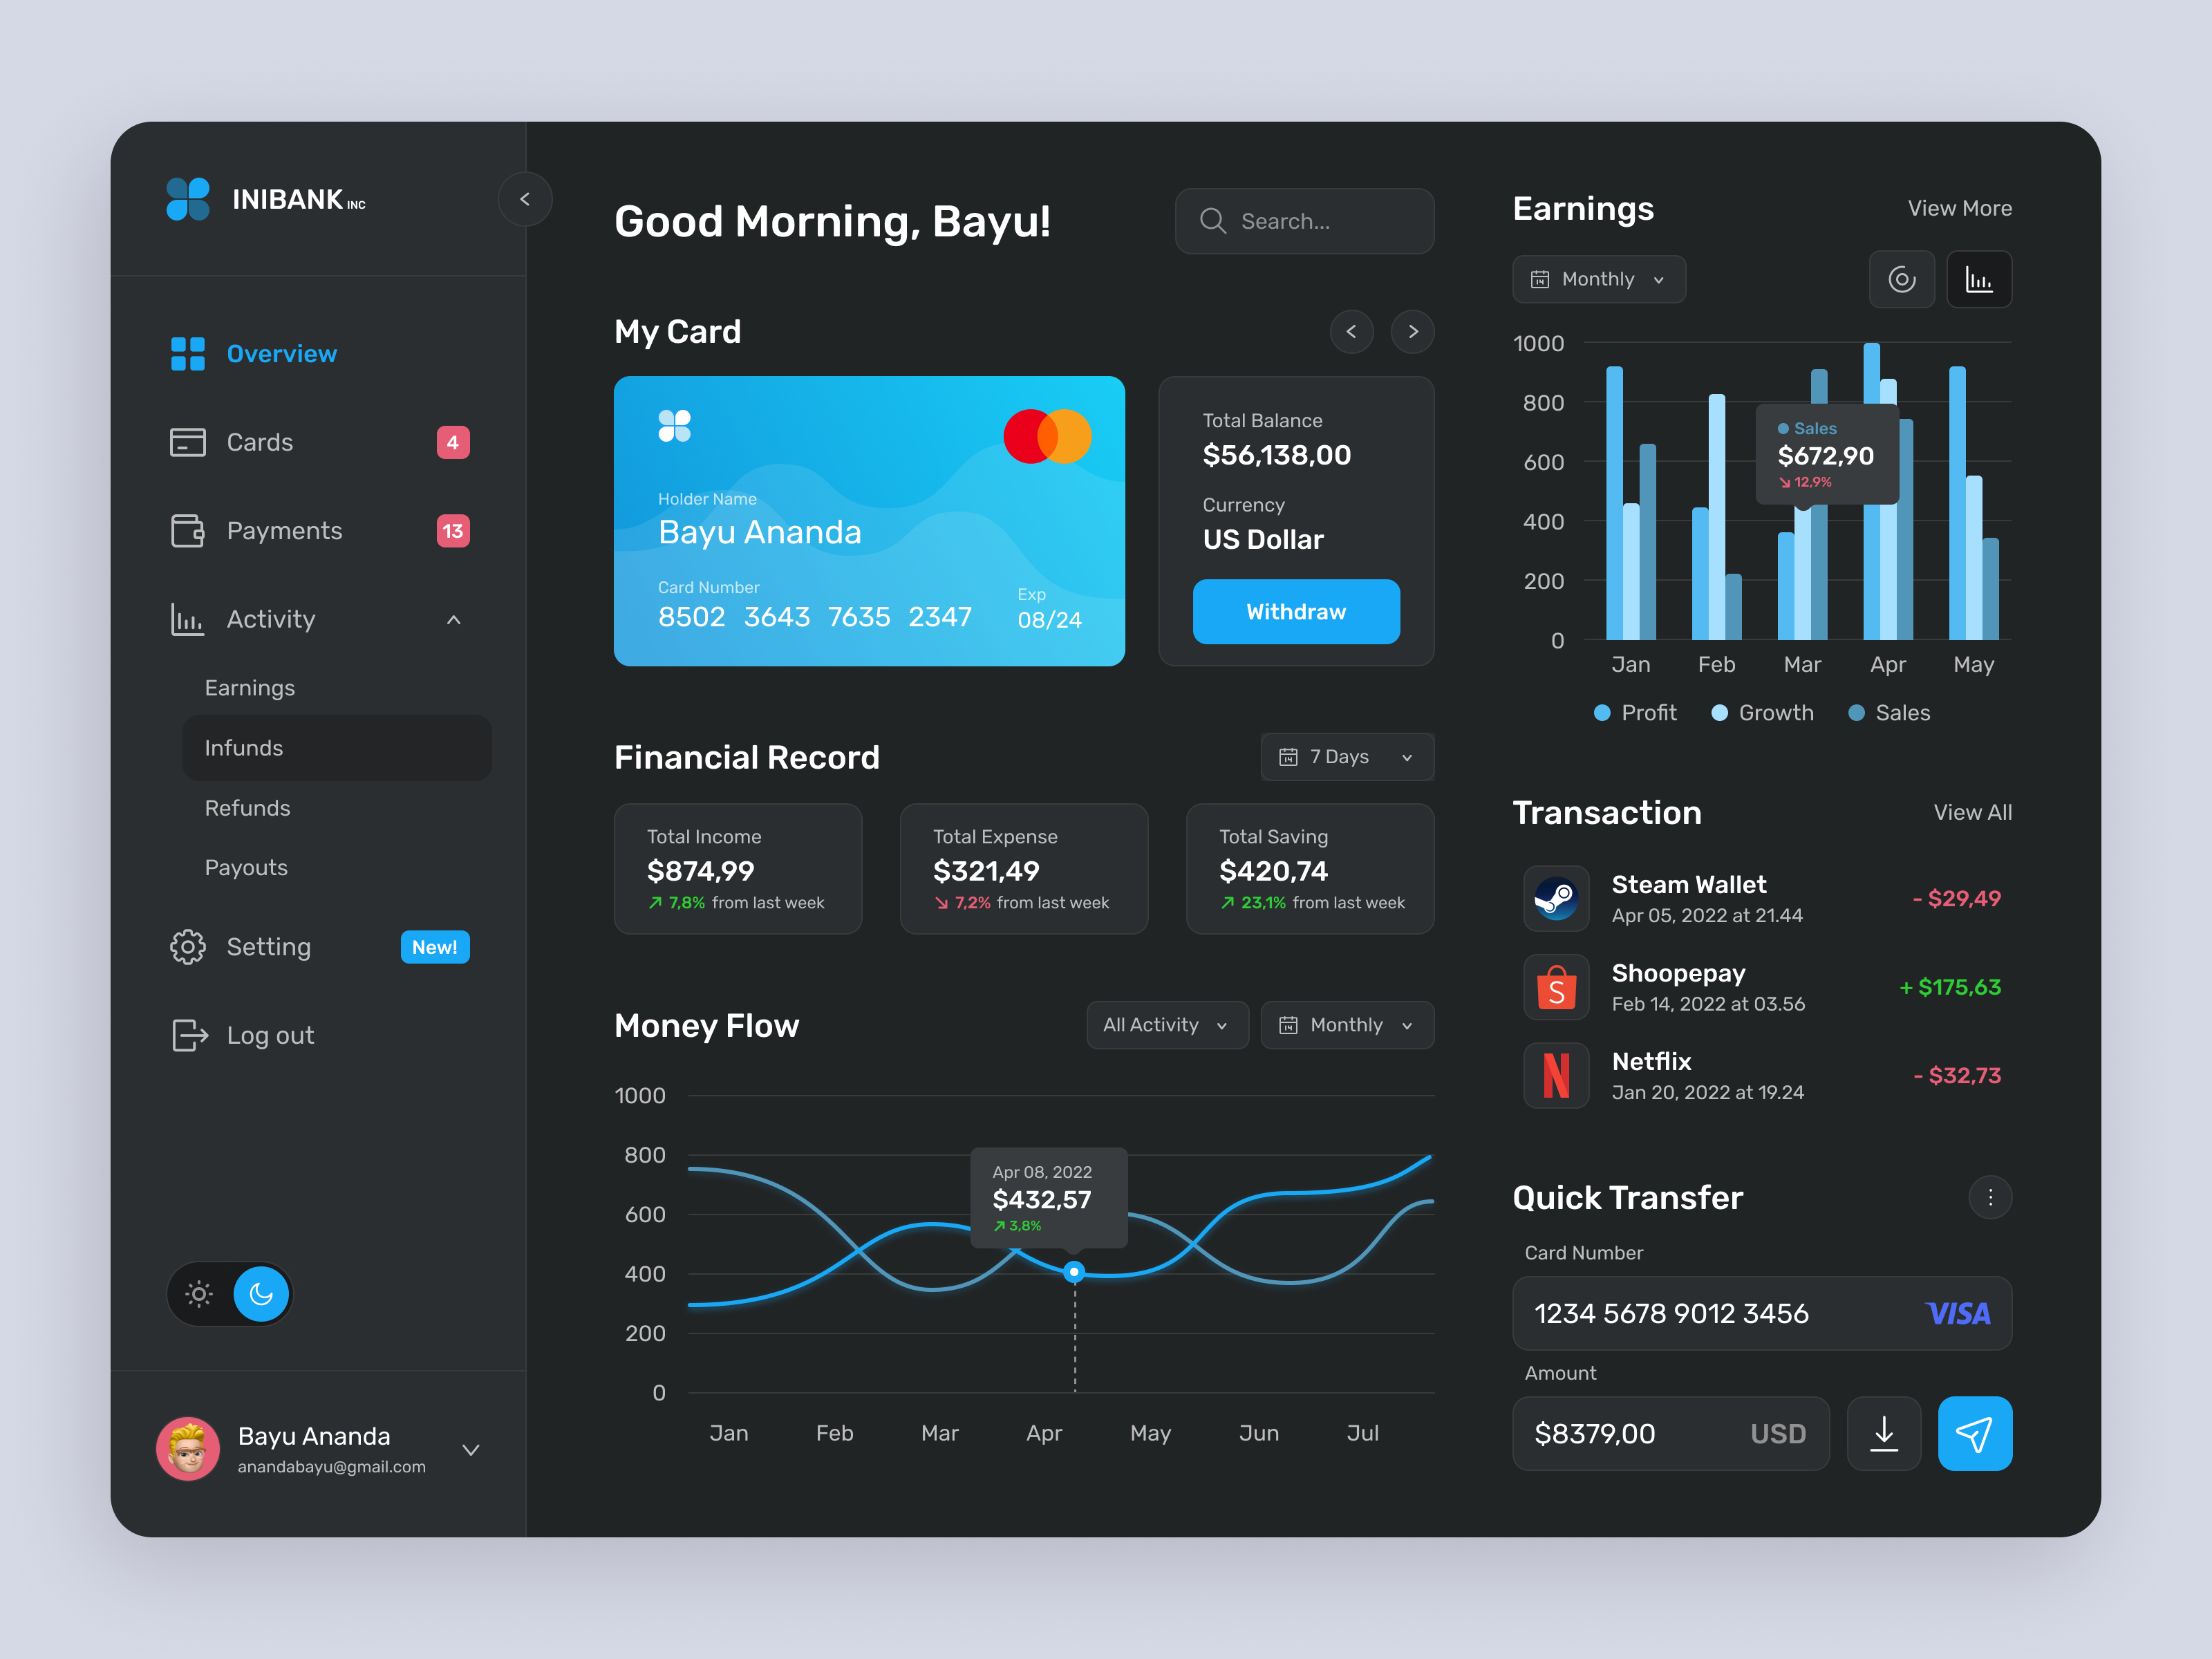 INIBANK INC
Overview
Cards 4
Payments 13
Activity
Earnings
Infunds
Refunds
Payouts
Setting New!
Log out
Bayu Ananda
anandabayu@gmail.com
Good Morning, Bayu!
Search...
My Card
Holder Name
Bayu Ananda
Card Number
8502 3643 7635 2347
Exp
08/24
Total Balance
$56,138,00
Currency
US Dollar
Withdraw
Financial Record
7 Days
Total Income
$874,99
7,8% from last week
Total Expense
$321,49
7,2% from last week
Total Saving
$420,74
23,1% from last week
Money Flow
All Activity
Monthly
1000
800
600
400
200
0
Apr 08, 2022
$432,57
3,8%
Jan Feb Mar Apr May Jun Jul
Earnings
View More
Monthly
1000
800
600
400
200
0
Sales
$672,90
12,9%
Jan Feb Mar Apr May
Profit Growth Sales
Transaction
View All
Steam Wallet
Apr 05, 2022 at 21.44
- $29,49
Shoopepay
Feb 14, 2022 at 03.56
+ $175,63
Netflix
Jan 20, 2022 at 19.24
- $32,73
Quick Transfer
Card Number
1234 5678 9012 3456
VISA
Amount
$8379,00 USD